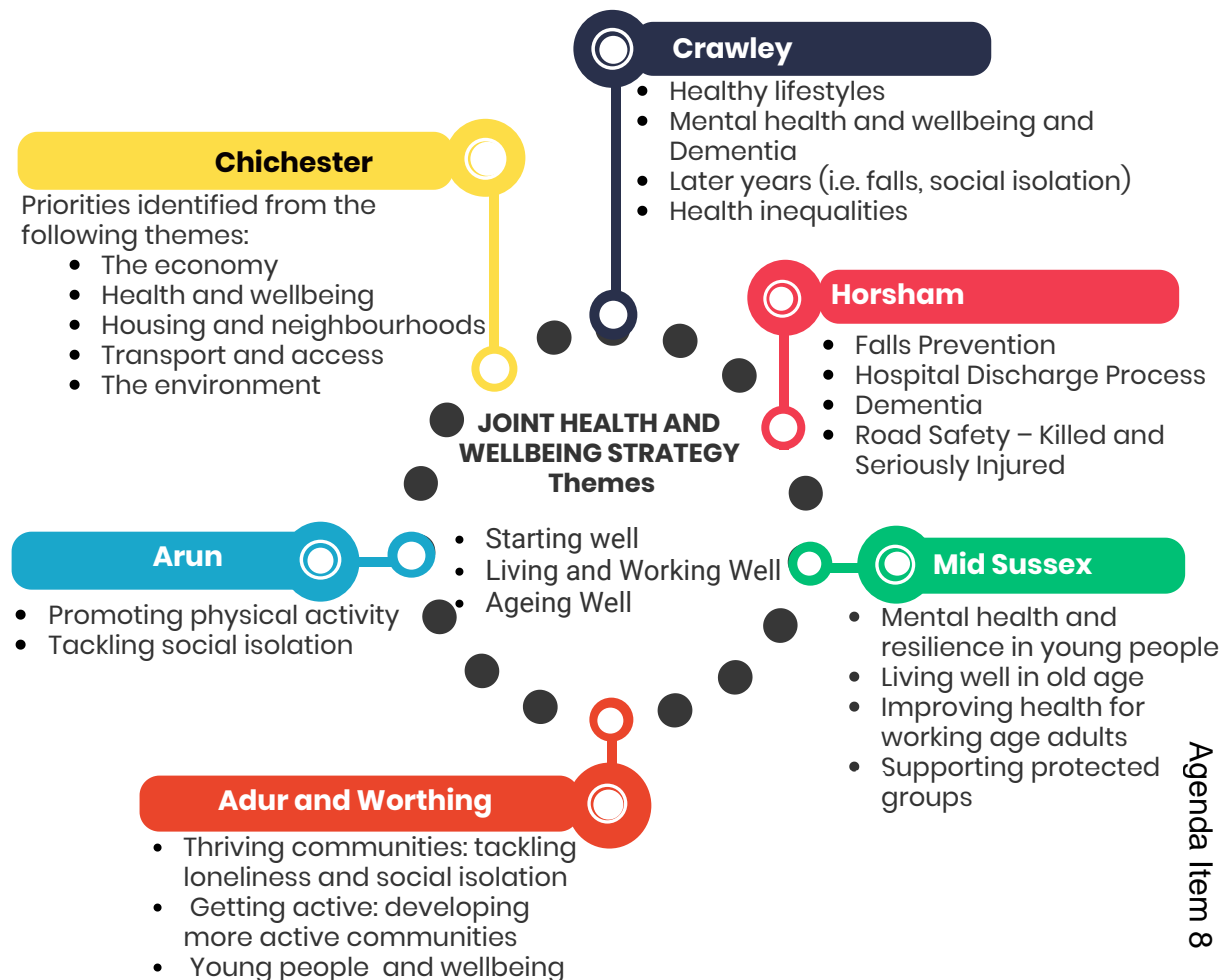 Crawley
• Healthy lifestyles
• Mental health and wellbeing and
Dementia
• Later years (i.e. falls, social isolation)
• Health inequalities
Chichester
Priorities identified from the
following themes:
• The economy
• Health and wellbeing
• Housing and neighbourhoods
• Transport and access
• The environment
Horsham
• Falls Prevention
• Hospital Discharge Process
• Dementia
• Road Safety – Killed and
Seriously Injured
JOINT HEALTH AND
WELLBEING STRATEGY
Themes
• Starting well
• Living and Working Well
• Ageing Well
Arun
• Promoting physical activity
• Tackling social isolation
Mid Sussex
• Mental health and
resilience in young people
• Living well in old age
• Improving health for
working age adults
• Supporting protected
groups
Adur and Worthing
• Thriving communities: tackling
loneliness and social isolation
• Getting active: developing
more active communities
• Young people and wellbeing
Agenda Item 8